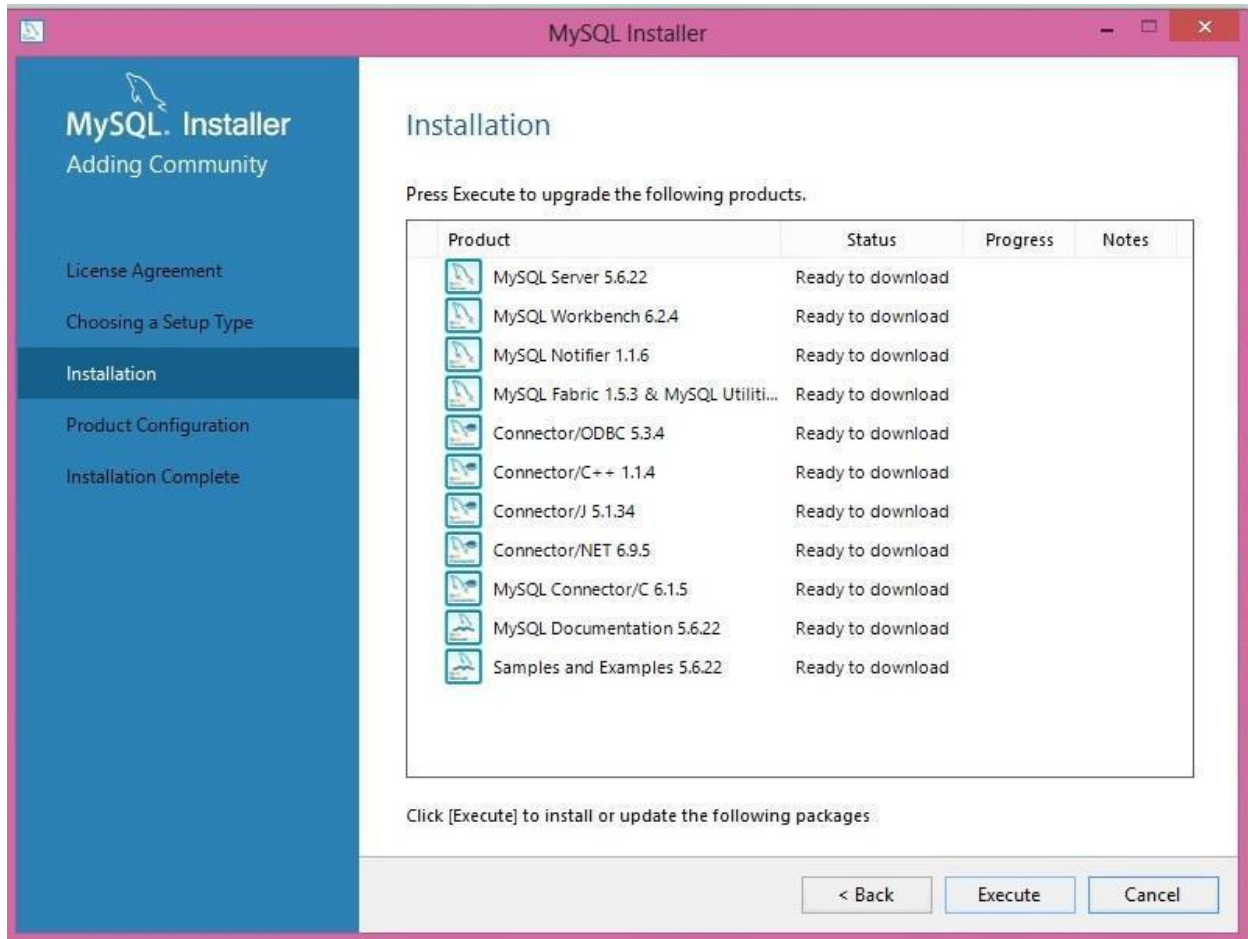 MySQL Installer
MySQL. Installer
Adding Community
License Agreement
Choosing a Setup Type
Installation
Product Configuration
Installation Complete
Installation
Press Execute to upgrade the following products.
Product Status Progress Notes
MySQL Server 5.6.22 Ready to download
MySQL Workbench 6.2.4 Ready to download
MySQL Notifier 1.1.6 Ready to download
MySQL Fabric 1.5.3 & MySQL Utiliti... Ready to download
Connector/ODBC 5.3.4 Ready to download
Connector/C++ 1.1.4 Ready to download
Connector/J 5.1.34 Ready to download
Connector/NET 6.9.5 Ready to download
MySQL Connector/C 6.1.5 Ready to download
MySQL Documentation 5.6.22 Ready to download
Samples and Examples 5.6.22 Ready to download
Click [Execute] to install or update the following packages
< Back Execute Cancel